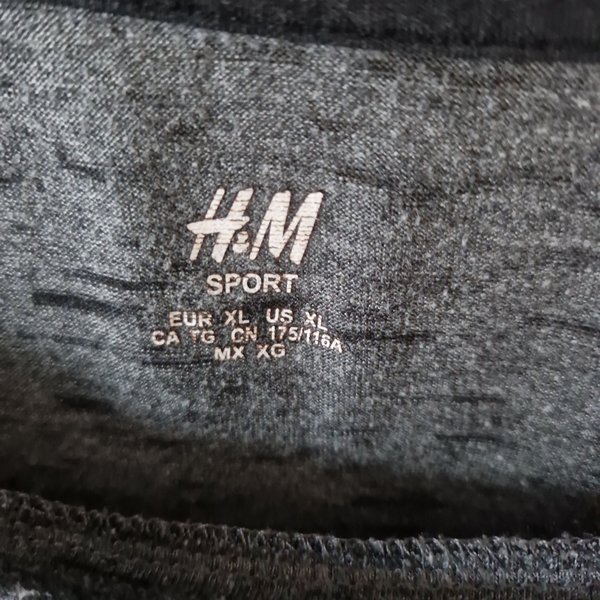 H&M
SPORT
EUR XL US XL
CA TG CN 175/116A
MX XG